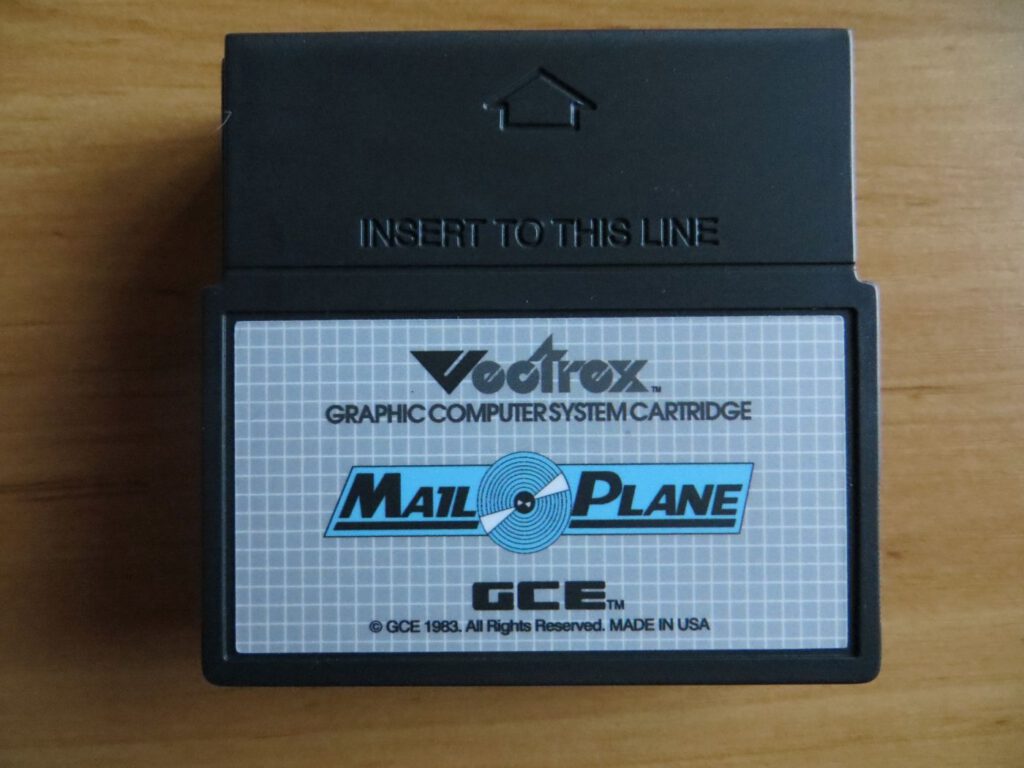 INSERT TO THIS LINE
Vectrex™
GRAPHIC COMPUTER SYSTEM CARTRIDGE
MAIL PLANE
GCE™
© GCE 1983. All Rights Reserved. MADE IN USA